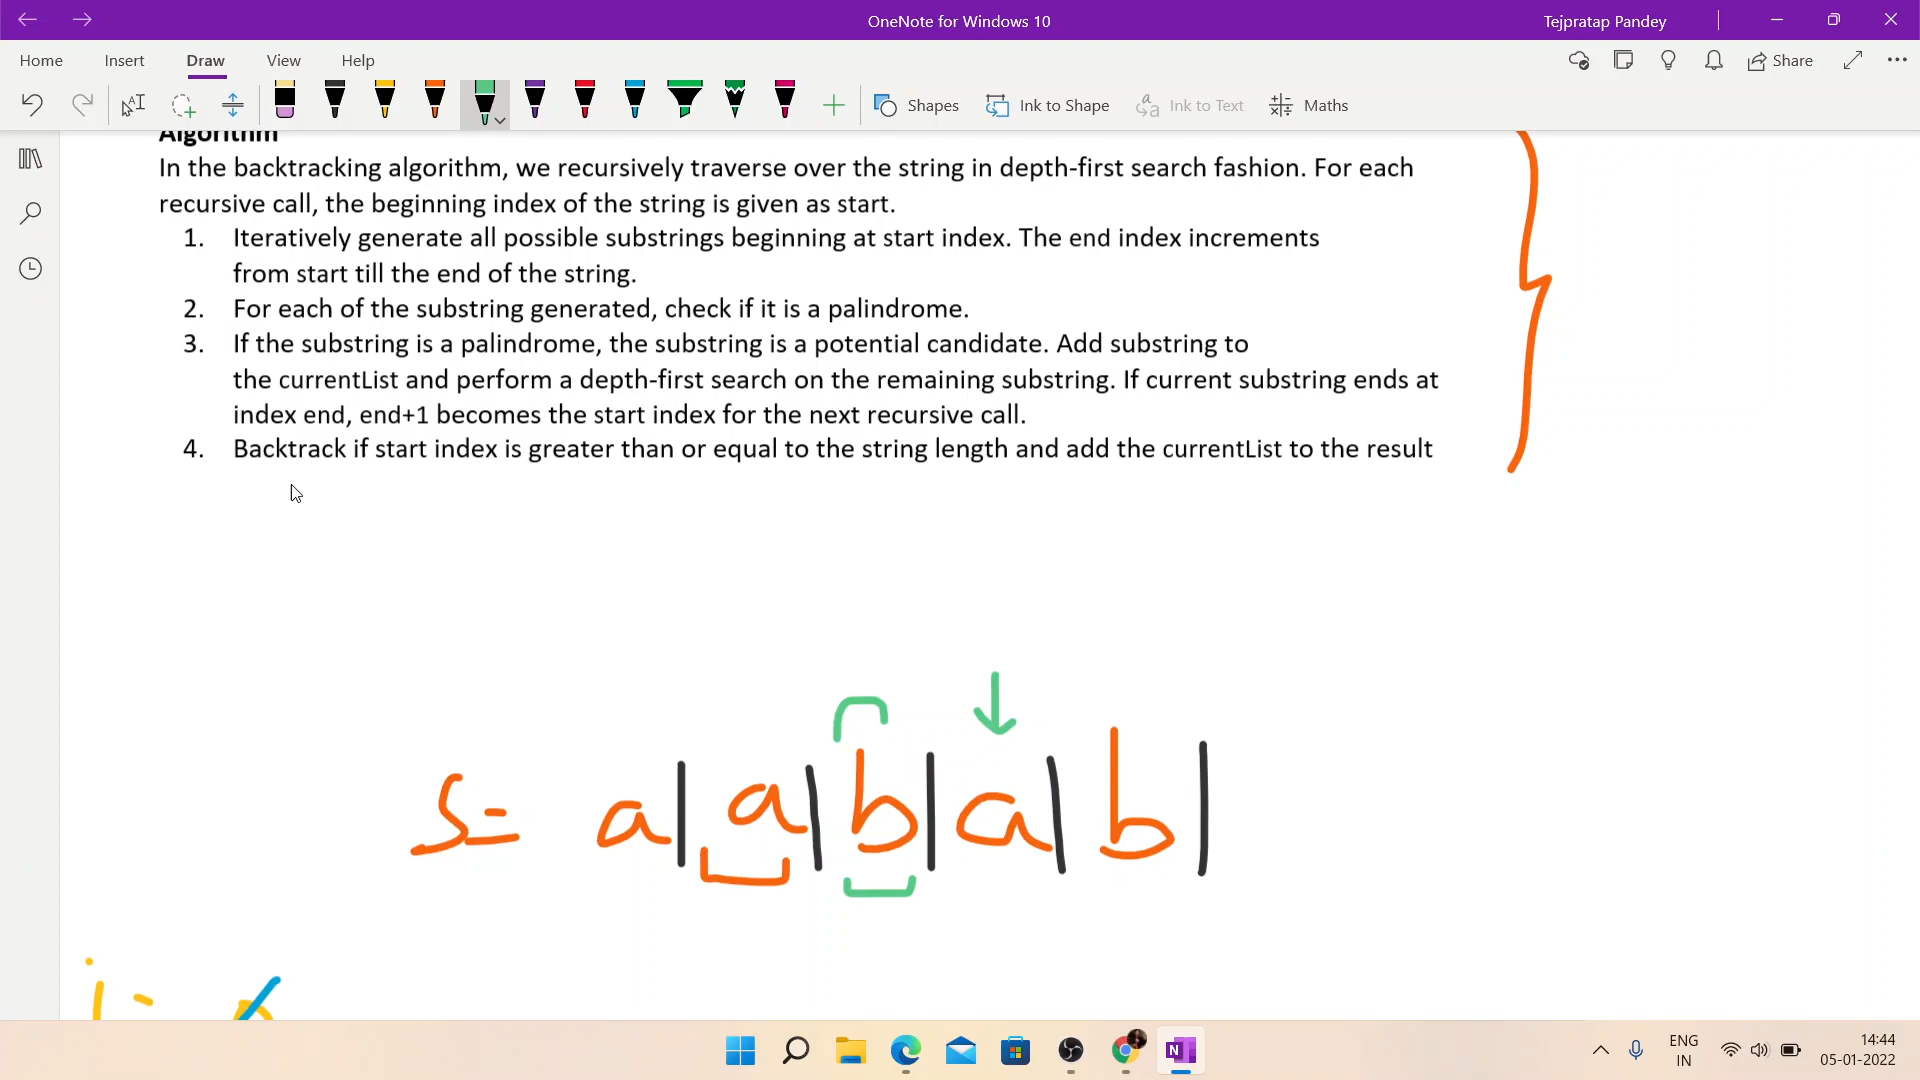 OneNote for Windows 10
Tejpratap Pandey
Home Insert Draw View Help
Share
Shapes Ink to Shape Ink to Text Maths
Algorithm
In the backtracking algorithm, we recursively traverse over the string in depth-first search fashion. For each
recursive call, the beginning index of the string is given as start.
1. Iteratively generate all possible substrings beginning at start index. The end index increments
from start till the end of the string.
2. For each of the substring generated, check if it is a palindrome.
3. If the substring is a palindrome, the substring is a potential candidate. Add substring to
the currentList and perform a depth-first search on the remaining substring. If current substring ends at
index end, end+1 becomes the start index for the next recursive call.
4. Backtrack if start index is greater than or equal to the string length and add the currentList to the result
S= a| a| b| a| b|
ENG
IN
14:44
05-01-2022